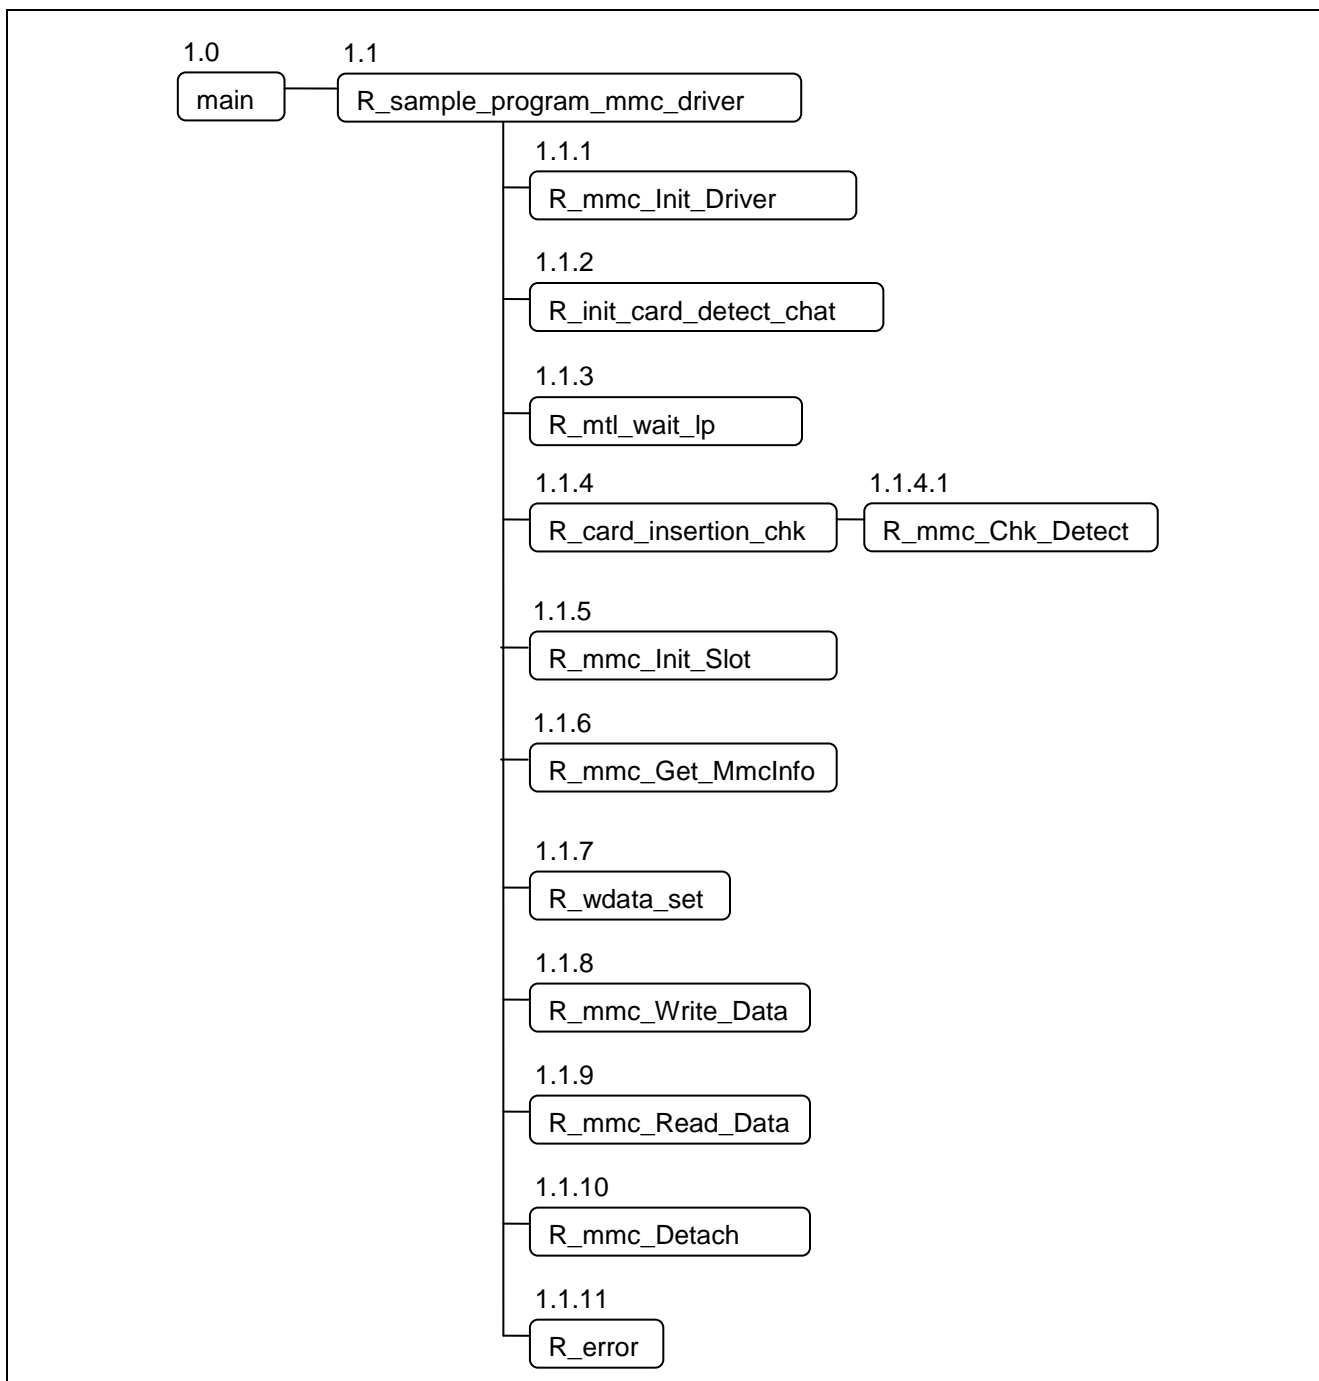 1.0
1.1
main
R_sample_program_mmc_driver
1.1.1
R_mmc_Init_Driver
1.1.2
R_init_card_detect_chat
1.1.3
R_mtl_wait_lp
1.1.4
1.1.4.1
R_card_insertion_chk
R_mmc_Chk_Detect
1.1.5
R_mmc_Init_Slot
1.1.6
R_mmc_Get_MmcInfo
1.1.7
R_wdata_set
1.1.8
R_mmc_Write_Data
1.1.9
R_mmc_Read_Data
1.1.10
R_mmc_Detach
1.1.11
R_error